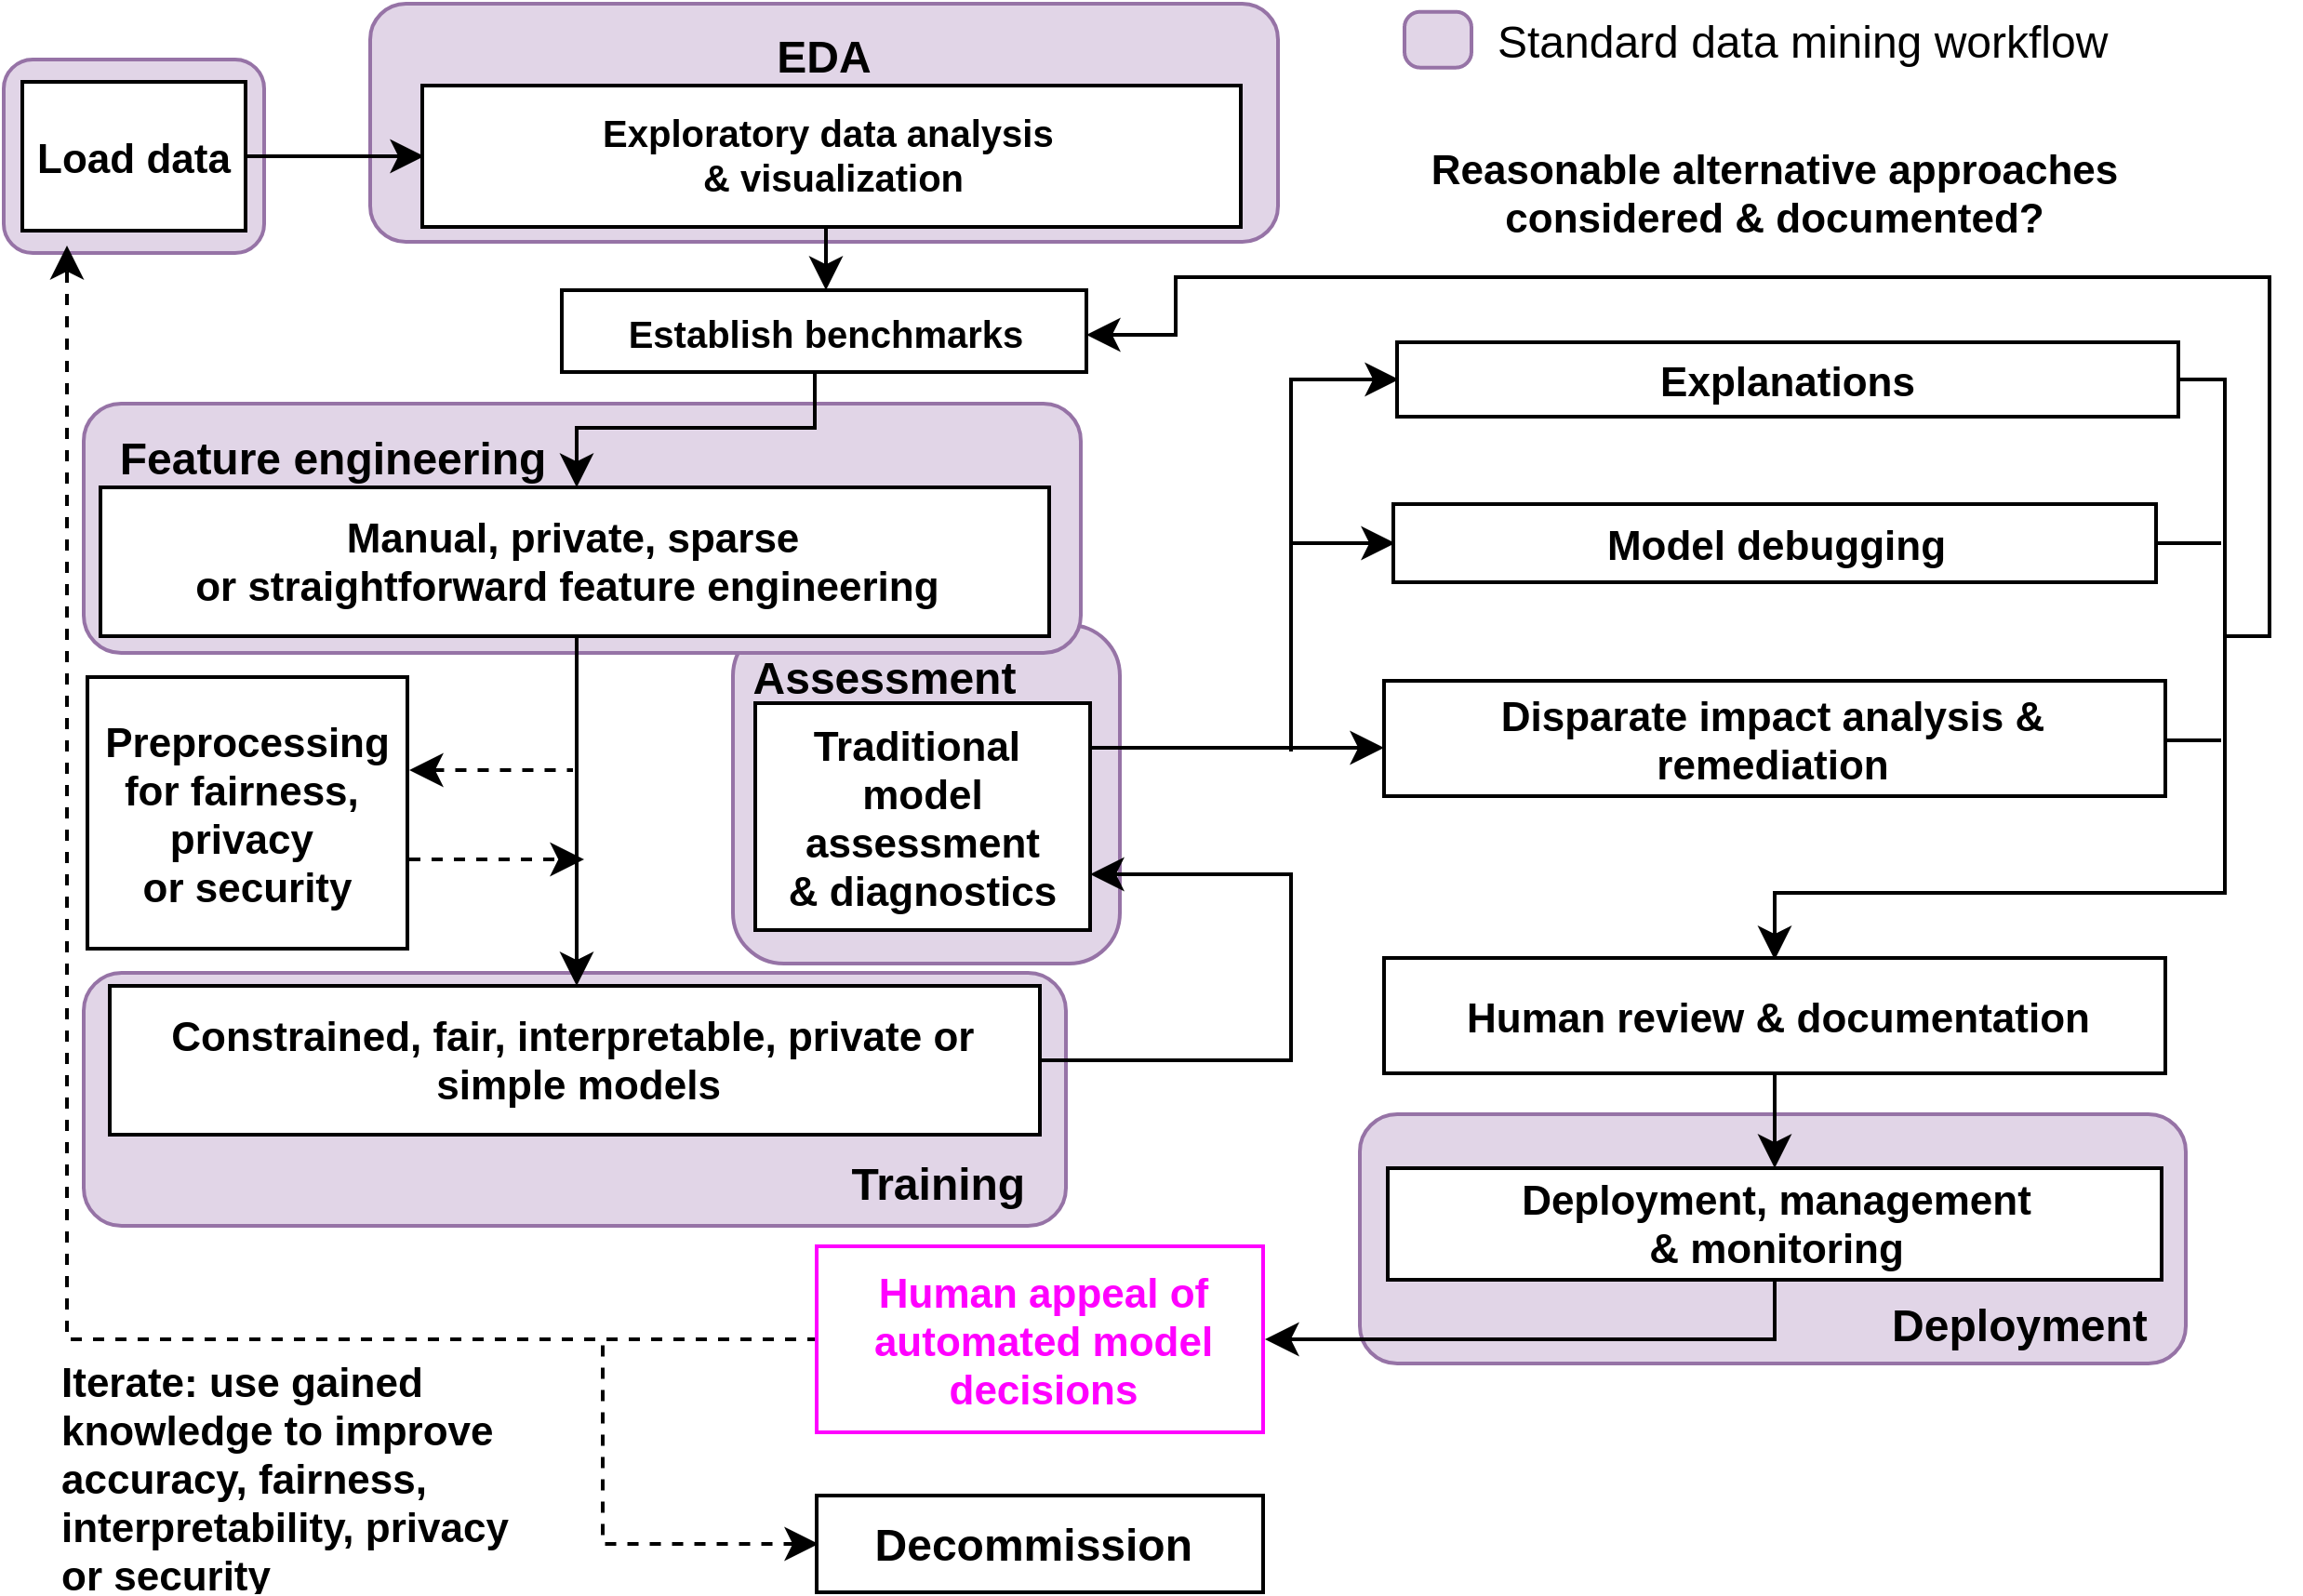 EDA
Standard data mining workflow
Load data
Exploratory data analysis
& visualization
Reasonable alternative approaches
considered & documented?
Establish benchmarks
Explanations
Feature engineering
Manual, private, sparse
or straightforward feature engineering
Model debugging
Assessment
Preprocessing
for fairness,
privacy
or security
Traditional
model
assessment
& diagnostics
Disparate impact analysis &
remediation
Constrained, fair, interpretable, private or
simple models
Training
Human review & documentation
Deployment, management
& monitoring
Deployment
Human appeal of
automated model
decisions
Iterate: use gained
knowledge to improve
accuracy, fairness,
interpretability, privacy
or security
Decommission